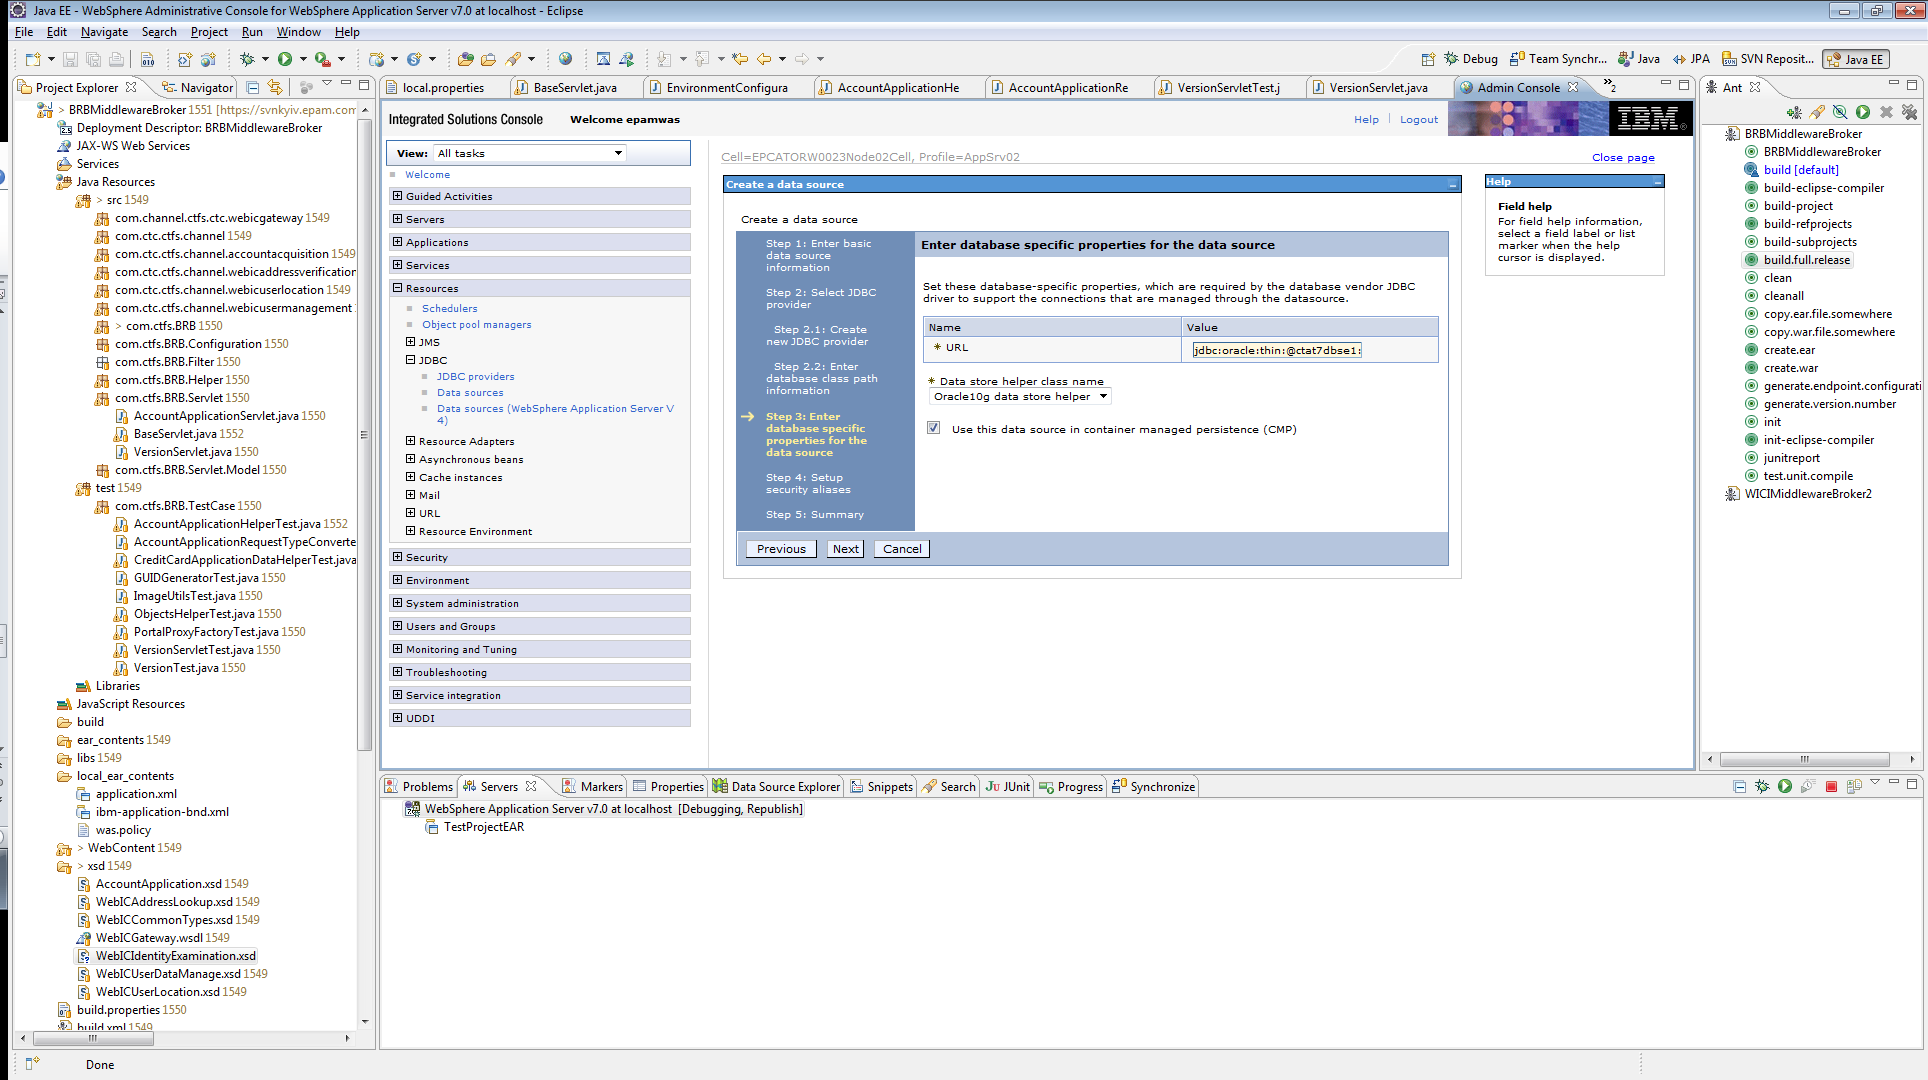 Java EE - WebSphere Administrative Console for WebSphere Application Server v7.0 at localhost - Eclipse
File Edit Navigate Search Project Run Window Help
Debug Team Synchr... Java JPA SVN Reposit... Java EE
Project Explorer Navigator
BRBMiddlewareBroker 1551 [https://svnkyiv.epam.com
Deployment Descriptor: BRBMiddlewareBroker
JAX-WS Web Services
Services
Java Resources
> src 1549
com.channel.ctfs.ctc.webicgateway 1549
com.ctc.ctfs.channel 1549
com.ctc.ctfs.channel.accountacquisition 1549
com.ctc.ctfs.channel.webicaddressverification
com.ctc.ctfs.channel.webicuserlocation 1549
com.ctc.ctfs.channel.webicusermanagement
> com.ctfs.BRB 1550
com.ctfs.BRB.Configuration 1550
com.ctfs.BRB.Filter 1550
com.ctfs.BRB.Helper 1550
com.ctfs.BRB.Servlet 1550
AccountApplicationServlet.java 1550
BaseServlet.java 1552
VersionServlet.java 1550
com.ctfs.BRB.Servlet.Model 1550
test 1549
com.ctfs.BRB.TestCase 1550
AccountApplicationHelperTest.java 1552
AccountApplicationRequestTypeConverte
CreditCardApplicationDataHelperTest.java
GUIDGeneratorTest.java 1550
ImageUtilsTest.java 1550
ObjectsHelperTest.java 1550
PortalProxyFactoryTest.java 1550
VersionServletTest.java 1550
VersionTest.java 1550
Libraries
JavaScript Resources
build
ear_contents 1549
libs 1549
local_ear_contents
application.xml
ibm-application-bnd.xml
was.policy
> WebContent 1549
> xsd 1549
AccountApplication.xsd 1549
WebICAddressLookup.xsd 1549
WebICCommonTypes.xsd 1549
WebICGateway.wsdl 1549
WebICIdentityExamination.xsd
WebICUserDataManage.xsd 1549
WebICUserLocation.xsd 1549
build.properties 1550
build.xml 1549
local.properties BaseServlet.java EnvironmentConfigura AccountApplicationHe AccountApplicationRe VersionServletTest.j VersionServlet.java Admin Console »2
Integrated Solutions Console Welcome epamwas Help Logout IBM
View: All tasks
Welcome
Guided Activities
Servers
Applications
Services
Resources
Schedulers
Object pool managers
JMS
JDBC
JDBC providers
Data sources
Data sources (WebSphere Application Server V
4)
Resource Adapters
Asynchronous beans
Cache instances
Mail
URL
Resource Environment
Security
Environment
System administration
Users and Groups
Monitoring and Tuning
Troubleshooting
Service integration
UDDI
Cell=EPCATORW0023Node02Cell, Profile=AppSrv02
Close page
Create a data source
Create a data source
Step 1: Enter basic
data source
information
Step 2: Select JDBC
provider
Step 2.1: Create
new JDBC provider
Step 2.2: Enter
database class path
information
Step 3: Enter
database specific
properties for the
data source
Step 4: Setup
security aliases
Step 5: Summary
Enter database specific properties for the data source
Set these database-specific properties, which are required by the database vendor JDBC
driver to support the connections that are managed through the datasource.
Name Value
* URL jdbc:oracle:thin:@ctat7dbse1:
* Data store helper class name
Oracle10g data store helper
Use this data source in container managed persistence (CMP)
Previous Next Cancel
Help
Field help
For field help information,
select a field label or list
marker when the help
cursor is displayed.
Ant
BRBMiddlewareBroker
BRBMiddlewareBroker
build [default]
build-eclipse-compiler
build-project
build-refprojects
build-subprojects
build.full.release
clean
cleanall
copy.ear.file.somewhere
copy.war.file.somewhere
create.ear
create.war
generate.endpoint.configurati
generate.version.number
init
init-eclipse-compiler
junitreport
test.unit.compile
WICIMiddlewareBroker2
Problems Servers Markers Properties Data Source Explorer Snippets Search JUnit Progress Synchronize
WebSphere Application Server v7.0 at localhost [Debugging, Republish]
TestProjectEAR
Done